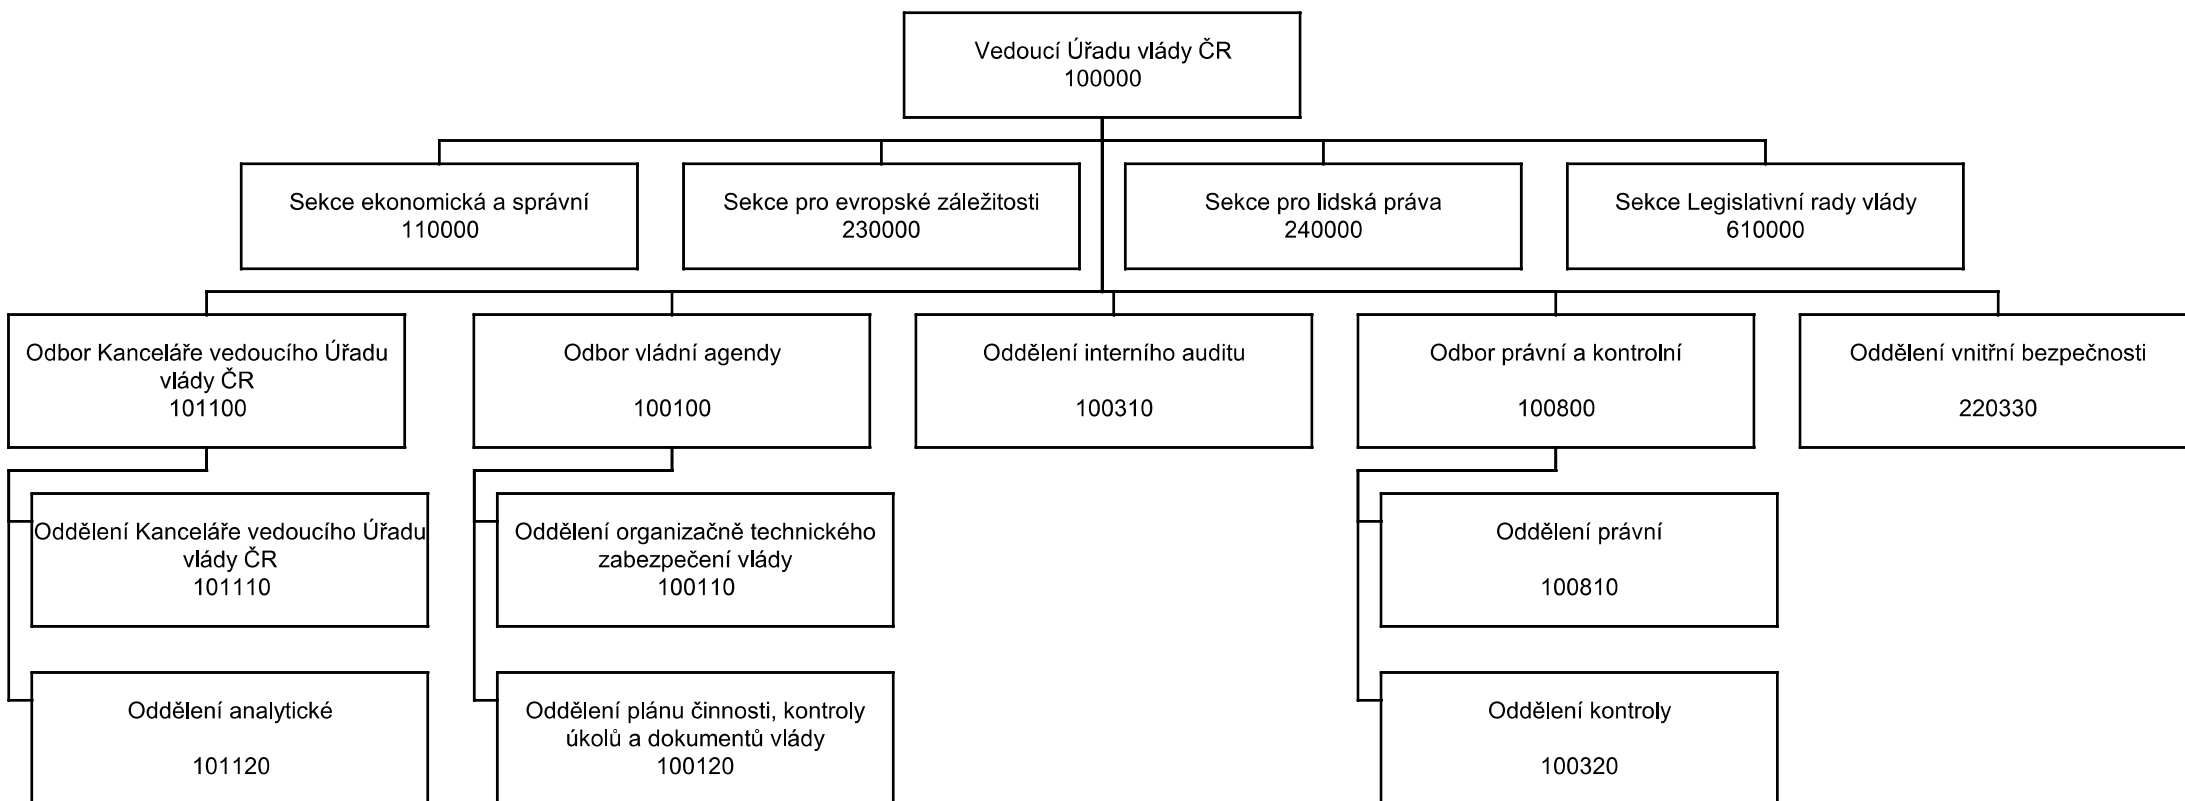 Vedoucí Úřadu vlády ČR
100000
Sekce ekonomická a správní
110000
Sekce pro evropské záležitosti
230000
Sekce pro lidská práva
240000
Sekce Legislativní rady vlády
610000
Odbor Kanceláře vedoucího Úřadu
vlády ČR
101100
Odbor vládní agendy
100100
Oddělení interního auditu
100310
Odbor právní a kontrolní
100800
Oddělení vnitřní bezpečnosti
220330
Oddělení Kanceláře vedoucího Úřadu
vlády ČR
101110
Oddělení organizačně technického
zabezpečení vlády
100110
Oddělení právní
100810
Oddělení analytické
101120
Oddělení plánu činnosti, kontroly
úkolů a dokumentů vlády
100120
Oddělení kontroly
100320